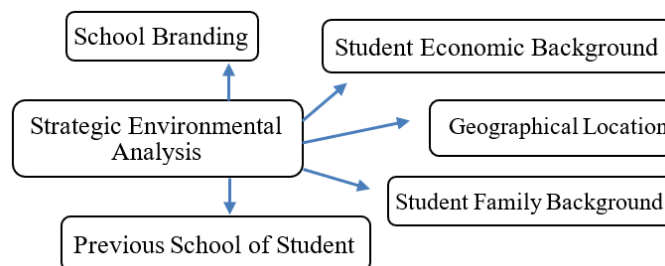 School Branding
Student Economic Background
Strategic Environmental
Analysis
Geographical Location
Student Family Background
Previous School of Student